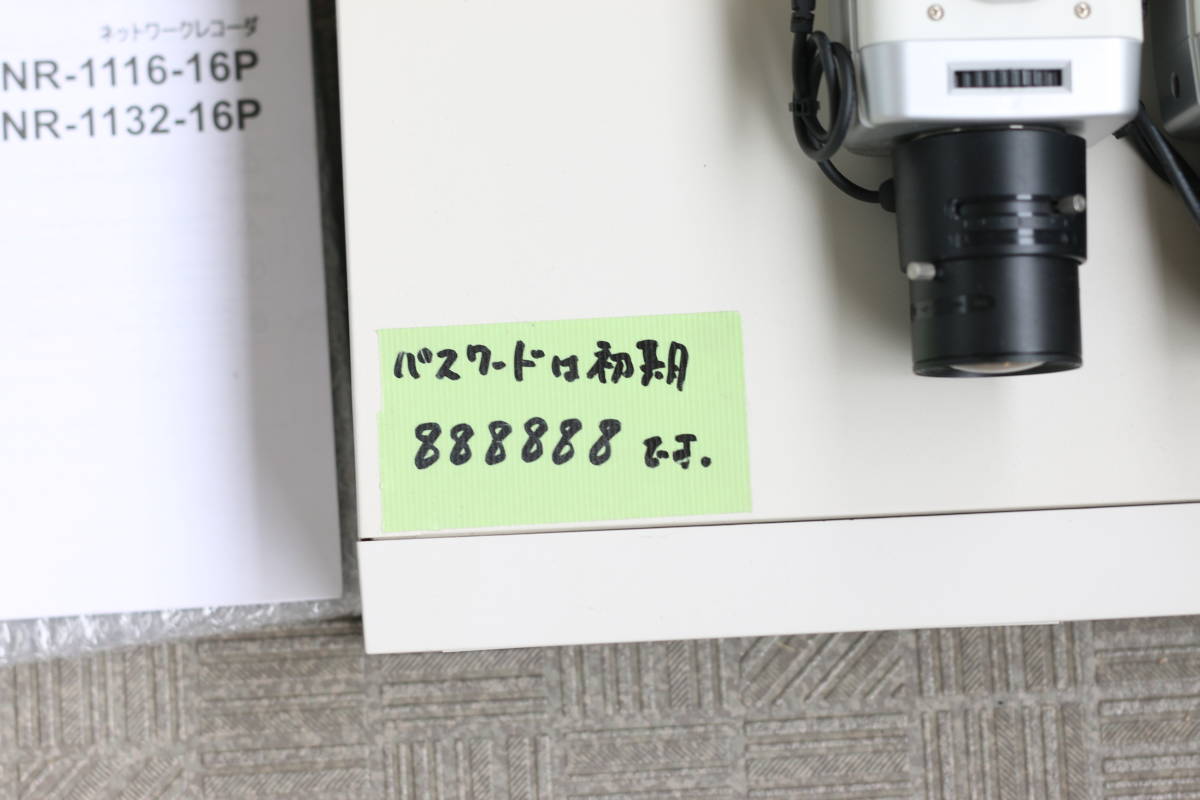 ネットワークレコーダ
NR-1116-16P
NR-1132-16P
パスワードは初期
888888 です.